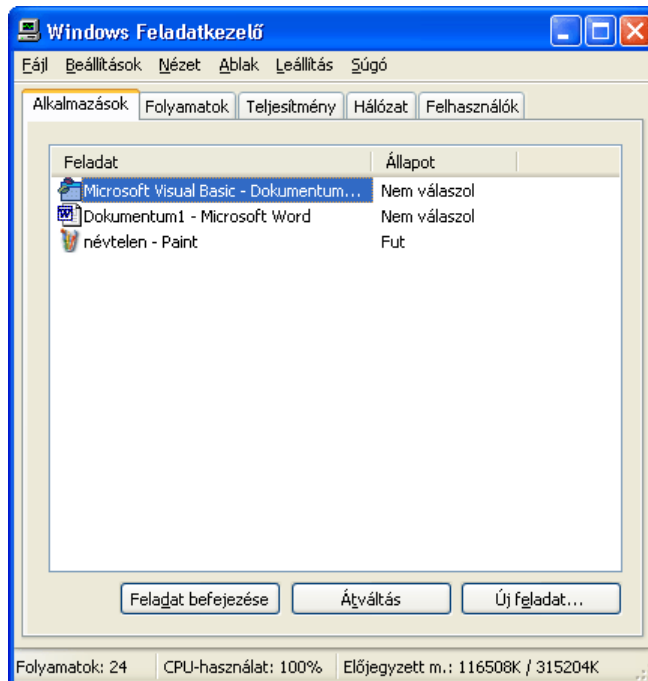 Windows Feladatkezelő
Fájl Beállítások Nézet Ablak Leállítás Súgó
Alkalmazások Folyamatok Teljesítmény Hálózat Felhasználók
Feladat Állapot
Microsoft Visual Basic - Dokumentum... Nem válaszol
Dokumentum1 - Microsoft Word Nem válaszol
névtelen - Paint Fut
Feladat befejezése Átváltás Új feladat...
Folyamatok: 24 CPU-használat: 100% Előjegyzett m.: 116508K / 315204K